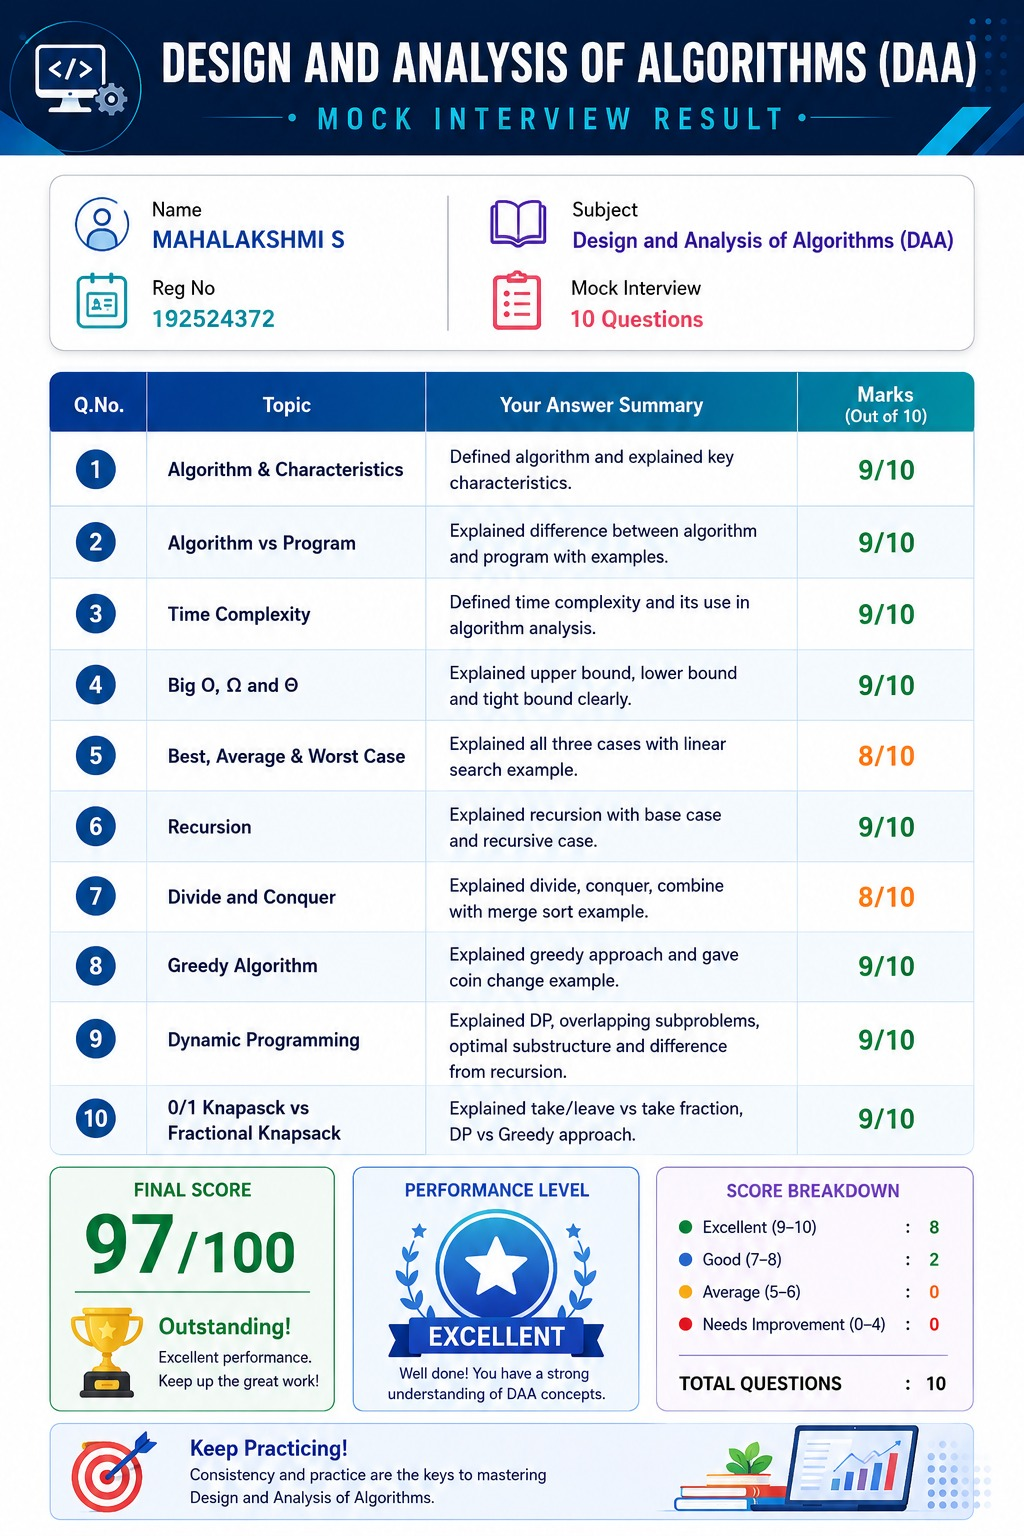 </>
DESIGN AND ANALYSIS OF ALGORITHMS (DAA)
MOCK INTERVIEW RESULT
Name
MAHALAKSHMI S
Subject
Design and Analysis of Algorithms (DAA)
Reg No
192524372
Mock Interview
10 Questions
Q.No.
Topic
Your Answer Summary
Marks
(Out of 10)
1
Algorithm & Characteristics
Defined algorithm and explained key
characteristics.
9/10
2
Algorithm vs Program
Explained difference between algorithm
and program with examples.
9/10
3
Time Complexity
Defined time complexity and its use in
algorithm analysis.
9/10
4
Big O, Ω and Θ
Explained upper bound, lower bound
and tight bound clearly.
9/10
5
Best, Average & Worst Case
Explained all three cases with linear
search example.
8/10
6
Recursion
Explained recursion with base case
and recursive case.
9/10
7
Divide and Conquer
Explained divide, conquer, combine
with merge sort example.
8/10
8
Greedy Algorithm
Explained greedy approach and gave
coin change example.
9/10
9
Dynamic Programming
Explained DP, overlapping subproblems,
optimal substructure and difference
from recursion.
9/10
10
0/1 Knapasck vs
Fractional Knapsack
Explained take/leave vs take fraction,
DP vs Greedy approach.
9/10
FINAL SCORE
97/100
Outstanding!
Excellent performance.
Keep up the great work!
PERFORMANCE LEVEL
EXCELLENT
Well done! You have a strong
understanding of DAA concepts.
SCORE BREAKDOWN
Excellent (9–10) : 8
Good (7–8) : 2
Average (5–6) : 0
Needs Improvement (0–4) : 0
TOTAL QUESTIONS : 10
Keep Practicing!
Consistency and practice are the keys to mastering
Design and Analysis of Algorithms.